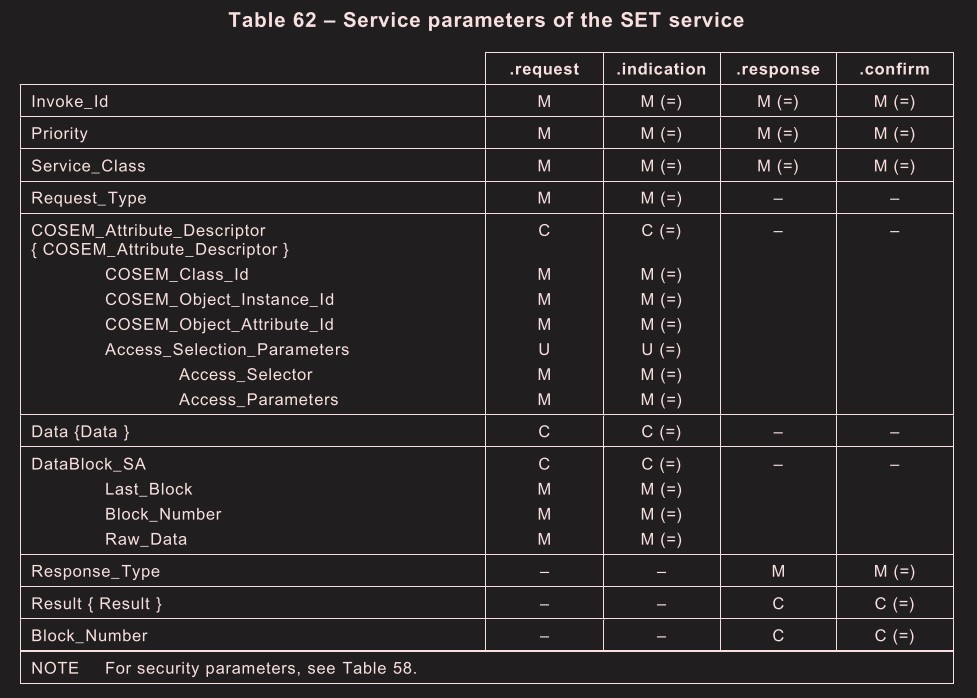 Table 62 – Service parameters of the SET service
.request .indication .response .confirm
Invoke_Id M M (=) M (=) M (=)
Priority M M (=) M (=) M (=)
Service_Class M M (=) M (=) M (=)
Request_Type M M (=) – –
COSEM_Attribute_Descriptor C C (=) – –
{ COSEM_Attribute_Descriptor }
COSEM_Class_Id M M (=)
COSEM_Object_Instance_Id M M (=)
COSEM_Object_Attribute_Id M M (=)
Access_Selection_Parameters U U (=)
Access_Selector M M (=)
Access_Parameters M M (=)
Data {Data } C C (=) – –
DataBlock_SA C C (=) – –
Last_Block M M (=)
Block_Number M M (=)
Raw_Data M M (=)
Response_Type – – M M (=)
Result { Result } – – C C (=)
Block_Number – – C C (=)
NOTE For security parameters, see Table 58.